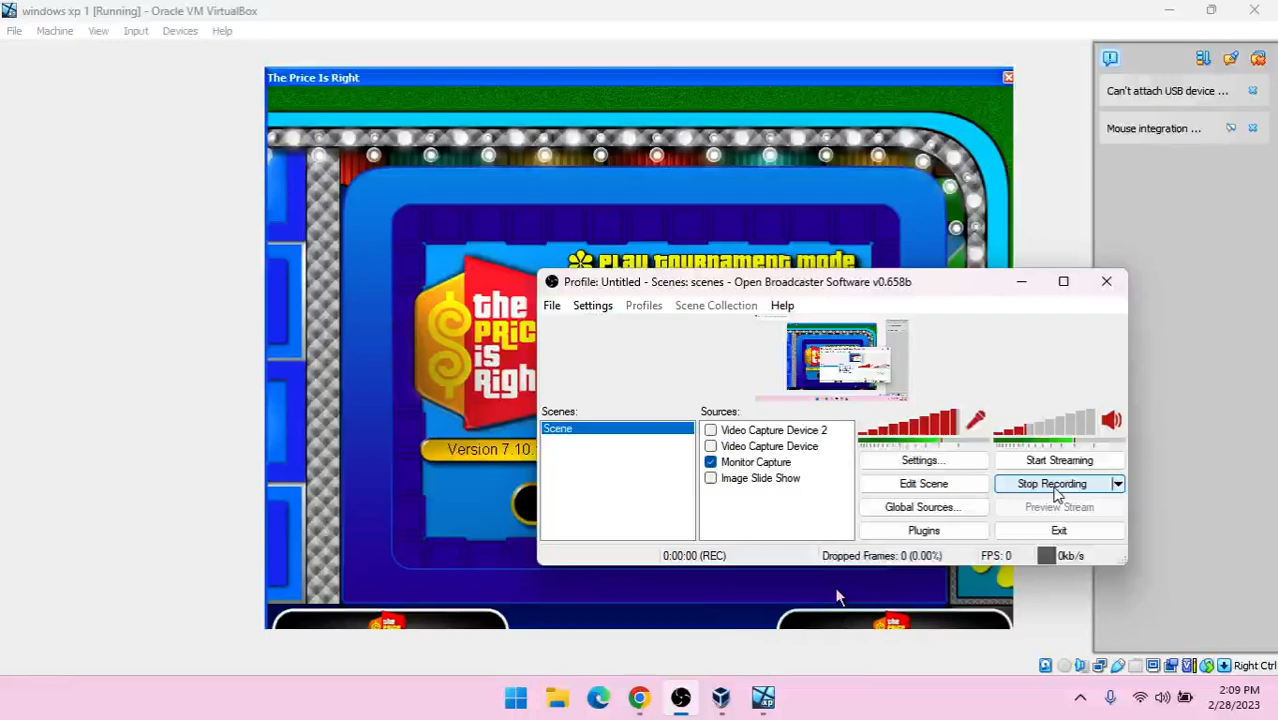 windows xp 1 [Running] - Oracle VM VirtualBox
File Machine View Input Devices Help
The Price Is Right
Can't attach USB device ...
Mouse integration ...
PLAY TOURNAMENT MODE
the PRIC
IS
Righ
Version 7.10.
Profile: Untitled - Scenes: scenes - Open Broadcaster Software v0.658b
File Settings Profiles Scene Collection Help
Scenes:
Scene
Sources:
Video Capture Device 2
Video Capture Device
Monitor Capture
Image Slide Show
Settings...
Start Streaming
Edit Scene
Stop Recording
Global Sources...
Preview Stream
Plugins
Exit
0:00:00 (REC)
Dropped Frames: 0 (0.00%)
FPS: 0
0kb/s
Right Ctrl
xp
2:09 PM
2/28/2023